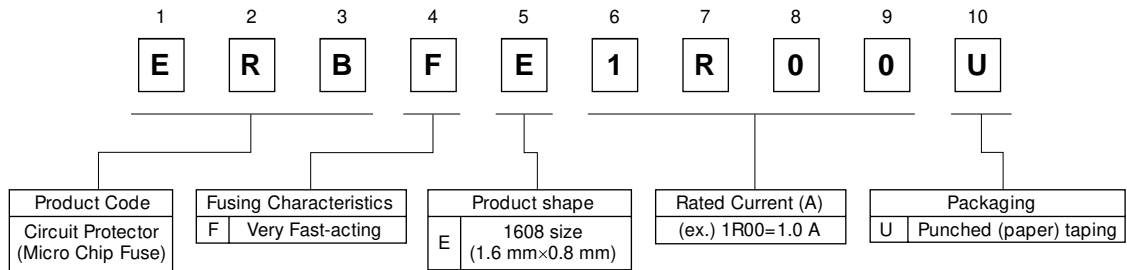 1 2 3 4 5 6 7 8 9 10
E R B F E 1 R 0 0 U
Product Code
Circuit Protector
(Micro Chip Fuse)
Fusing Characteristics
F Very Fast-acting
Product shape
E 1608 size
(1.6 mm×0.8 mm)
Rated Current (A)
(ex.) 1R00=1.0 A
Packaging
U Punched (paper) taping